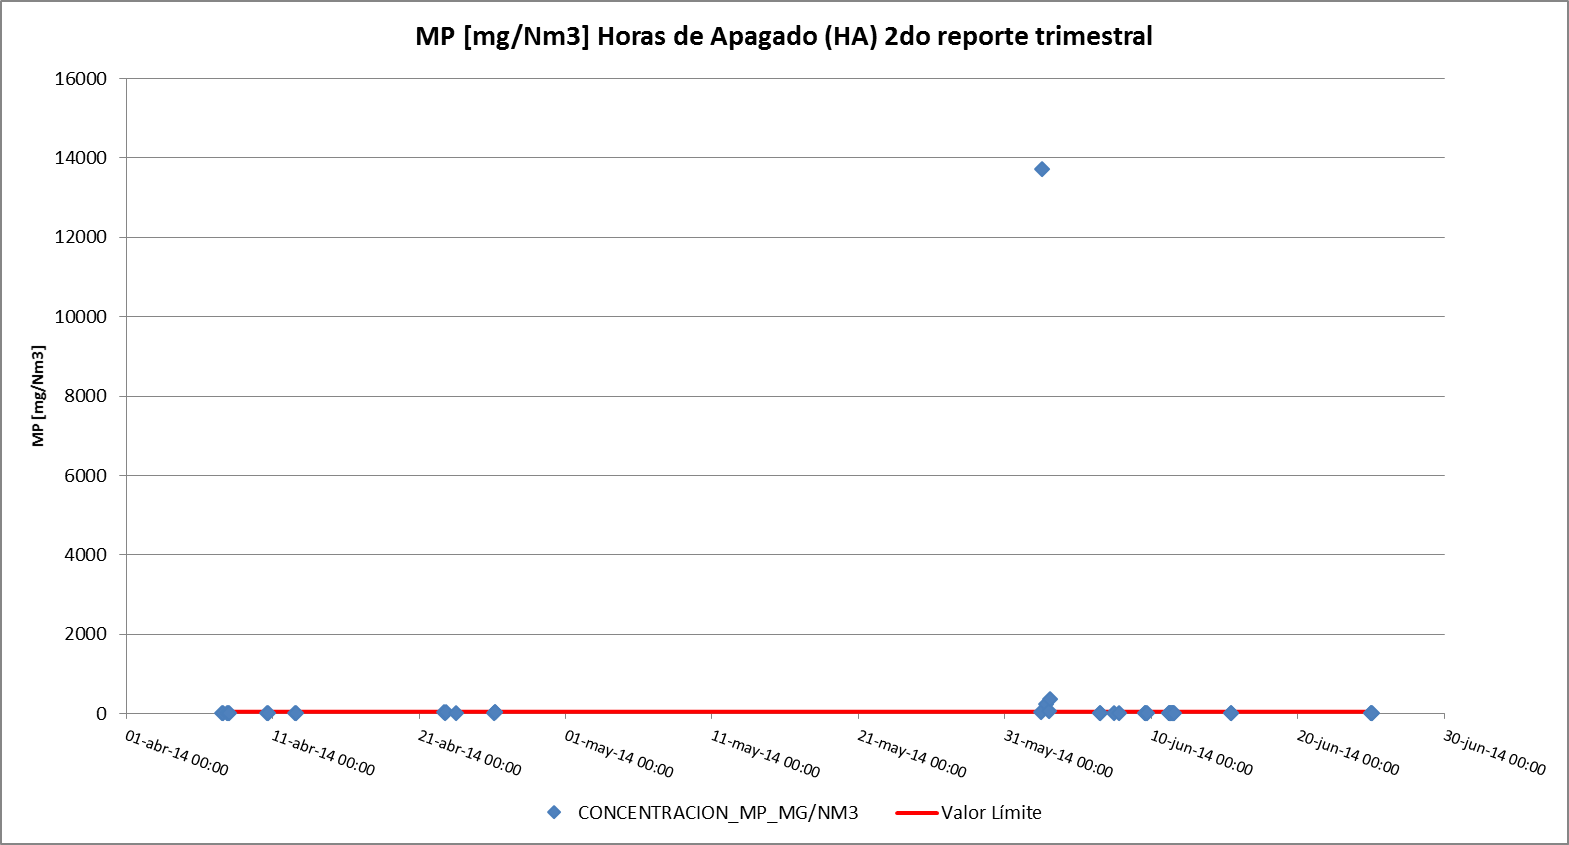 MP [mg/Nm3] Horas de Apagado (HA) 2do reporte trimestral
16000
14000
12000
10000
8000
6000
4000
2000
0
MP [mg/Nm3]
01-abr-14 00:00
11-abr-14 00:00
21-abr-14 00:00
01-may-14 00:00
11-may-14 00:00
21-may-14 00:00
31-may-14 00:00
10-jun-14 00:00
20-jun-14 00:00
30-jun-14 00:00
CONCENTRACION_MP_MG/NM3
Valor Límite